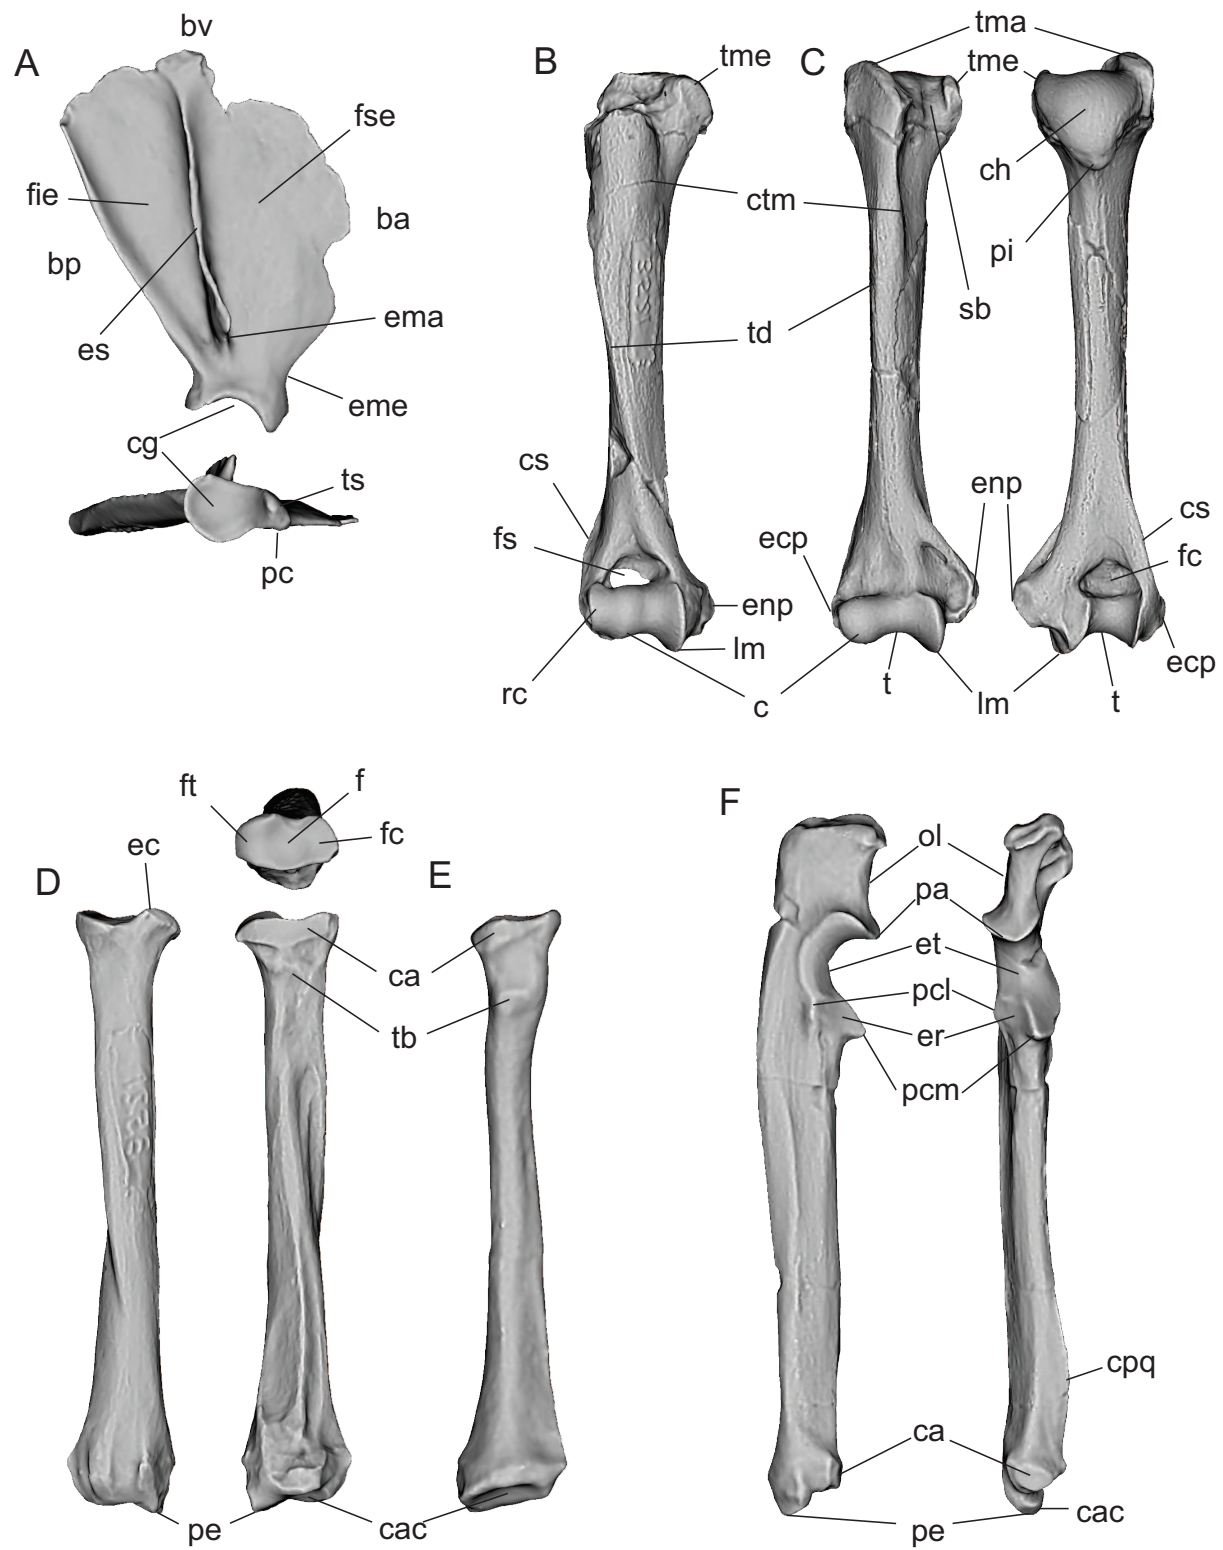 bv
A
fse
fie
ba
bp
ema
es
eme
cg
ts
pc
tma
B
tme
C
tme
ch
ctm
pi
sb
td
cs
enp
cs
fs
ecp
fc
enp
lm
rc
c
t
lm
t
ecp
ft
f
fc
ec
D
E
ca
tb
pe
cac
F
ol
pa
et
pcl
er
pcm
cpq
ca
cac
pe